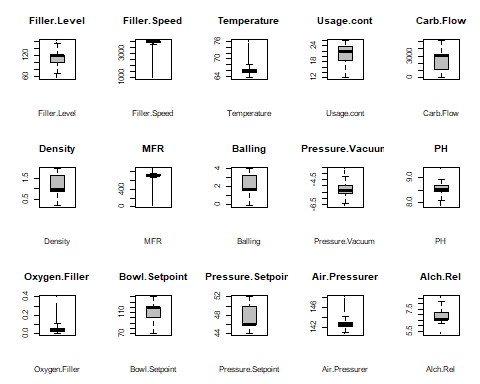 Filler.Level Filler.Speed Temperature Usage.cont Carb.Flow
60 120 1000 3000 64 70 76 12 18 24 0 3000
Filler.Level Filler.Speed Temperature Usage.cont Carb.Flow
Density MFR Balling Pressure.Vacuum PH
0.5 1.5 0 400 0 2 4 -6.5 -4.5 8.0 9.0
Density MFR Balling Pressure.Vacuum PH
Oxygen.Filler Bowl.Setpoint Pressure.Setpoir Air.Pressurer Alch.Rel
0.0 0.2 0.4 70 110 44 48 52 142 146 5.5 7.5
Oxygen.Filler Bowl.Setpoint Pressure.Setpoint Air.Pressurer Alch.Rel